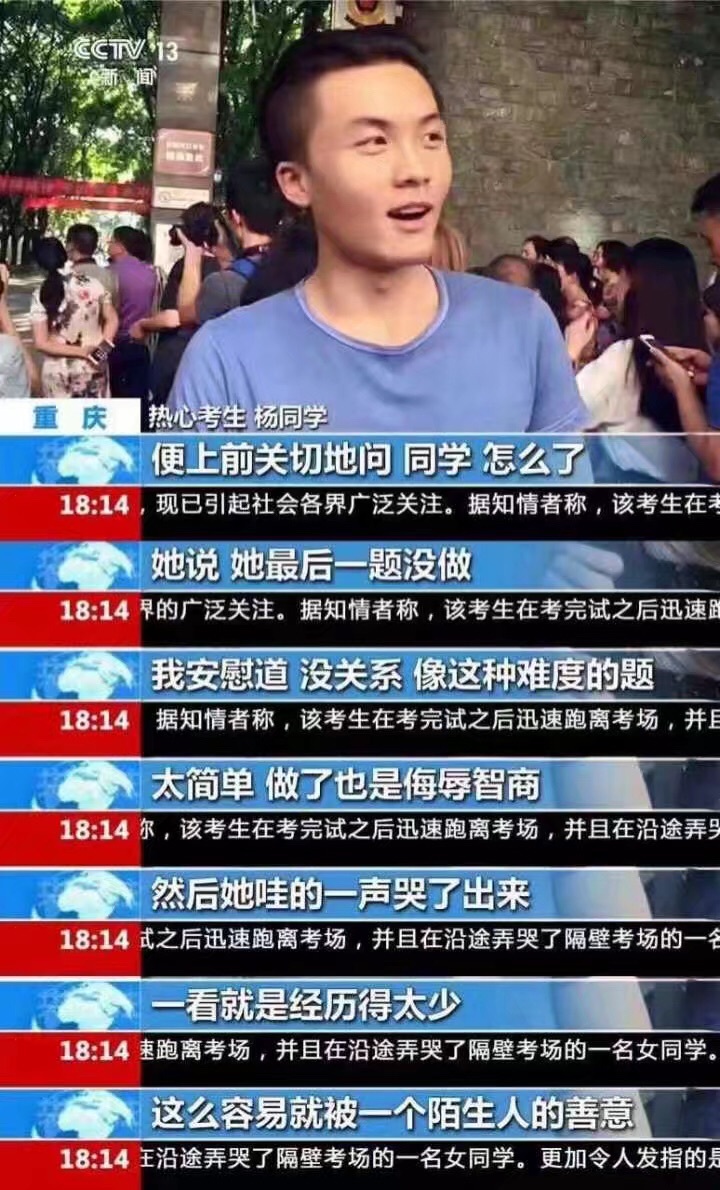 CCTV 13
新闻
重庆
热心考生 杨同学
便上前关切地问 同学 怎么了
18:14 ，现已引起社会各界广泛关注。据知情者称，该考生在考
她说 她最后一题没做
18:14 界的广泛关注。据知情者称，该考生在考完试之后迅速跑
我安慰道 没关系 像这种难度的题
18:14 据知情者称，该考生在考完试之后迅速跑离考场，并且
太简单 做了也是侮辱智商
18:14 称，该考生在考完试之后迅速跑离考场，并且在沿途弄哭
然后她哇的一声哭了出来
18:14 试之后迅速跑离考场，并且在沿途弄哭了隔壁考场的一名
一看就是经历得太少
18:14 速跑离考场，并且在沿途弄哭了隔壁考场的一名女同学。
这么容易就被一个陌生人的善意
18:14 在沿途弄哭了隔壁考场的一名女同学。更加令人发指的是